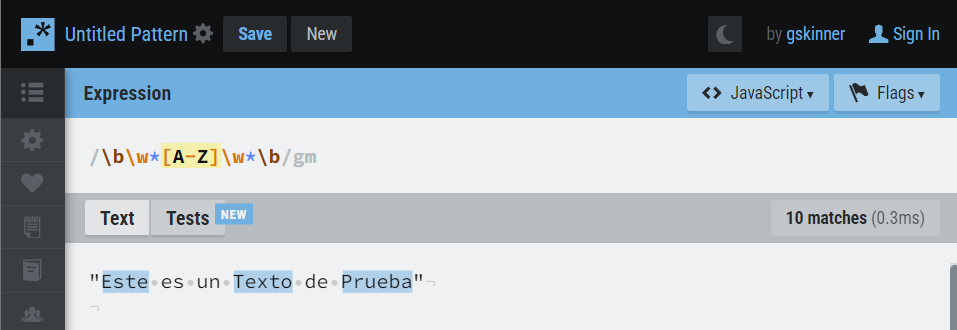 Untitled Pattern Save New by gskinner Sign In
Expression <> JavaScript ▾ Flags ▾
/\b\w*[A-Z]\w*\b/gm
Text Tests NEW 10 matches (0.3ms)
"Este·es·un·Texto·de·Prueba"¬
¬